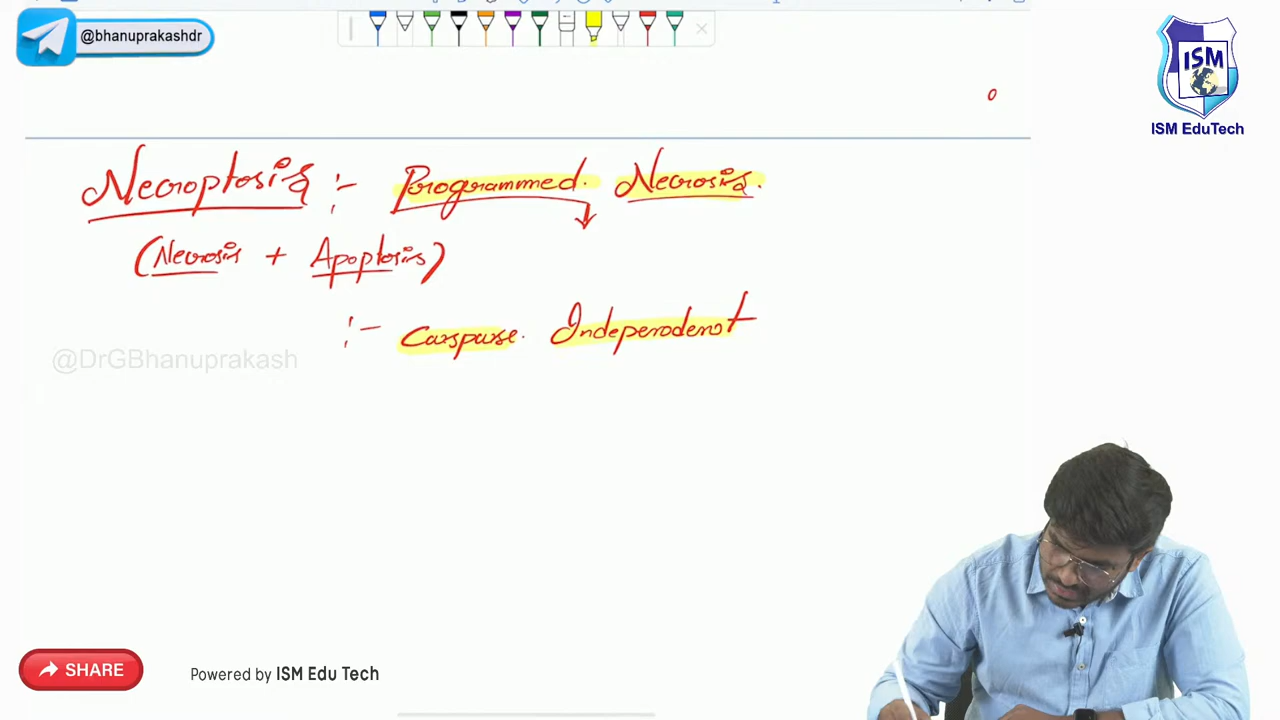 @bhanuprakashdr
ISM
ISM EduTech
Necroptosis :- Programmed Necrosis.
(Necrosis + Apoptosis)
:- Caspase Independent
@DrGBhanuprakash
SHARE
Powered by ISM Edu Tech